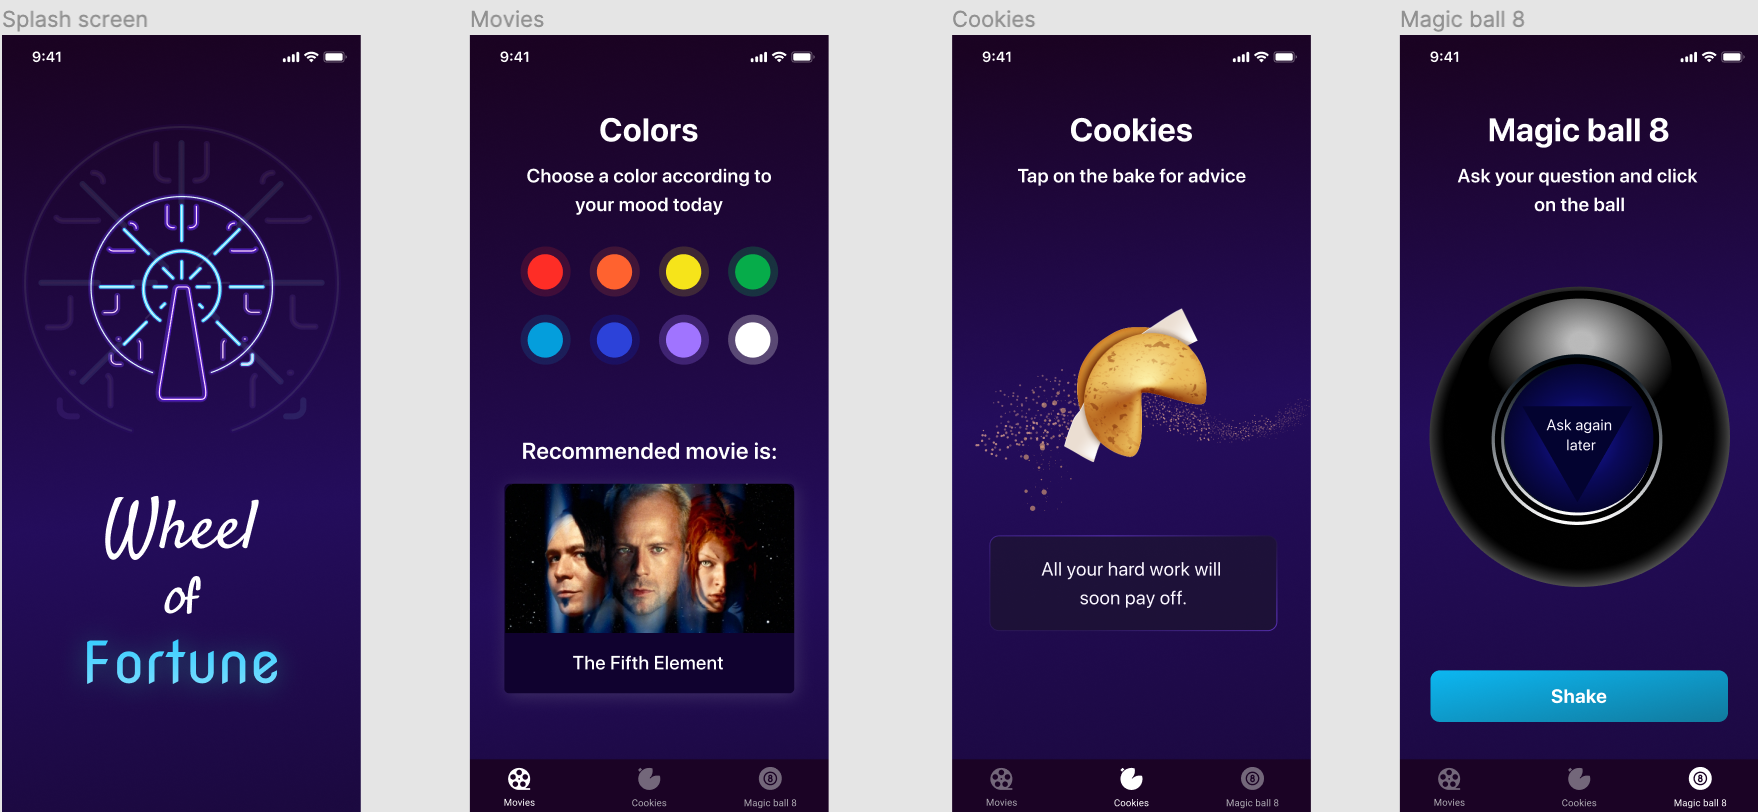 Splash screen
9:41
Wheel
of
Fortune
Movies
9:41
Colors
Choose a color according to
your mood today
Recommended movie is:
The Fifth Element
Movies
Cookies
8
Magic ball 8
Cookies
9:41
Cookies
Tap on the bake for advice
All your hard work will
soon pay off.
Movies
Cookies
8
Magic ball 8
Magic ball 8
9:41
Magic ball 8
Ask your question and click
on the ball
Ask again
later
Shake
Movies
Cookies
8
Magic ball 8